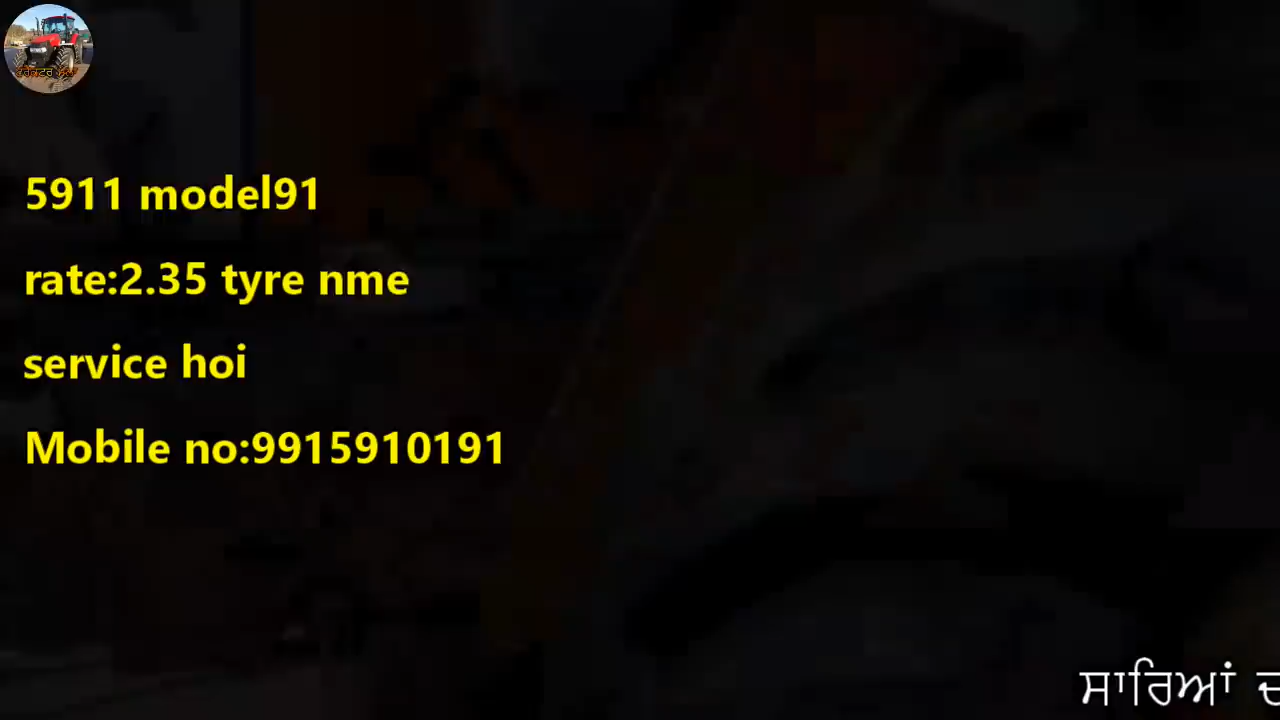 5911 model91
rate:2.35 tyre nme
service hoi
Mobile no:9915910191
ਸਾਰਿਆਂ